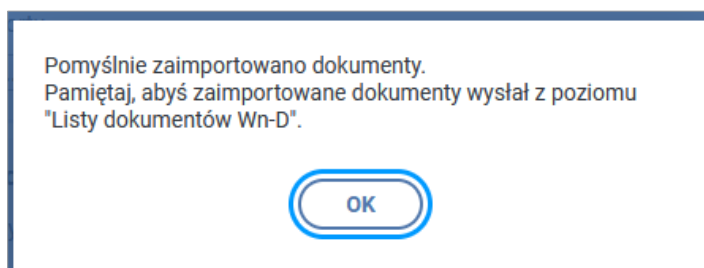 Pomyślnie zaimportowano dokumenty.
Pamiętaj, abyś zaimportowane dokumenty wysłał z poziomu
"Listy dokumentów Wn-D".
OK